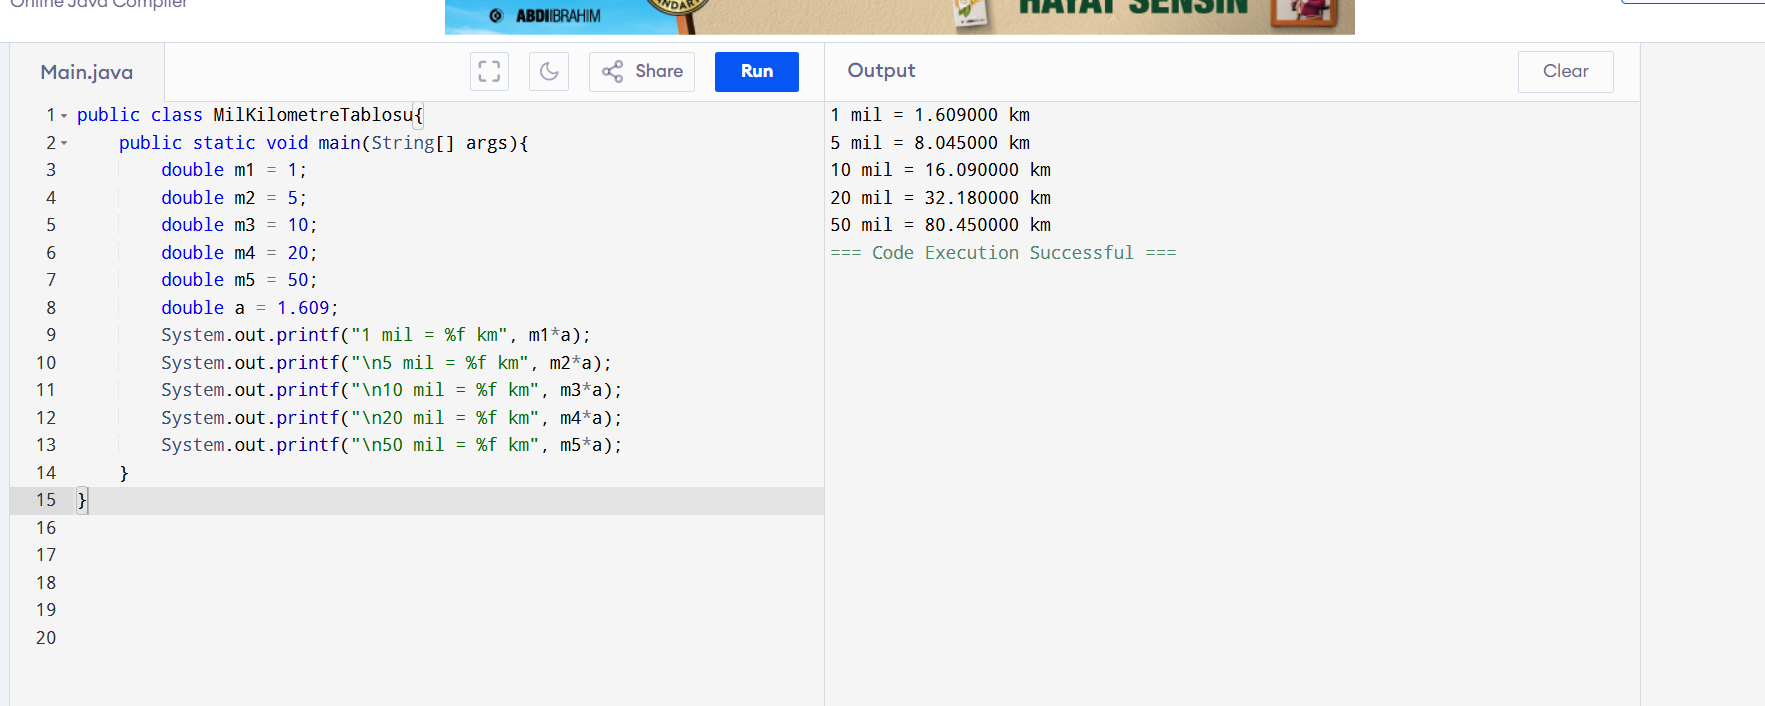 Online Java Compiler
ABDİİBRAHİM
HAYAT SENSİN
Main.java
Share
Run
Output
Clear
1 public class MilKilometreTablosu{
2 public static void main(String[] args){
3 double m1 = 1;
4 double m2 = 5;
5 double m3 = 10;
6 double m4 = 20;
7 double m5 = 50;
8 double a = 1.609;
9 System.out.printf("1 mil = %f km", m1*a);
10 System.out.printf("\n5 mil = %f km", m2*a);
11 System.out.printf("\n10 mil = %f km", m3*a);
12 System.out.printf("\n20 mil = %f km", m4*a);
13 System.out.printf("\n50 mil = %f km", m5*a);
14 }
15 }
16
17
18
19
20
1 mil = 1.609000 km
5 mil = 8.045000 km
10 mil = 16.090000 km
20 mil = 32.180000 km
50 mil = 80.450000 km
=== Code Execution Successful ===